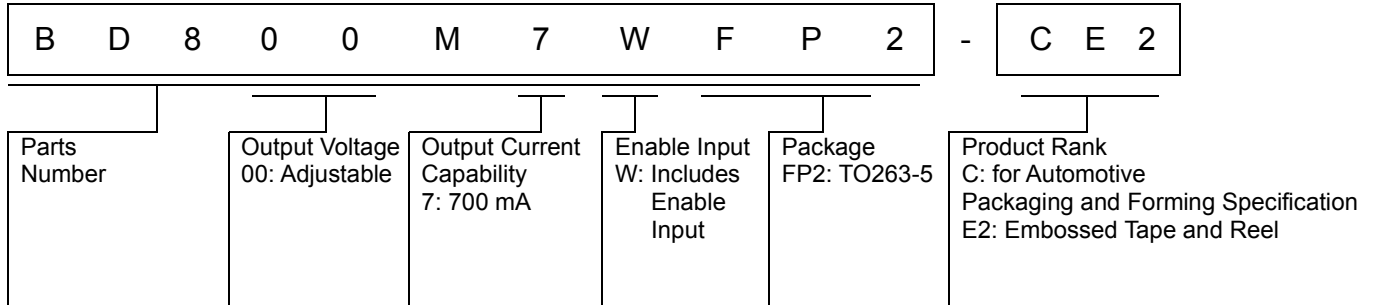 B D 8 0 0 M 7 W F P 2 - C E 2
Parts
Number
Output Voltage
00: Adjustable
Output Current
Capability
7: 700 mA
Enable Input
W: Includes
Enable
Input
Package
FP2: TO263-5
Product Rank
C: for Automotive
Packaging and Forming Specification
E2: Embossed Tape and Reel